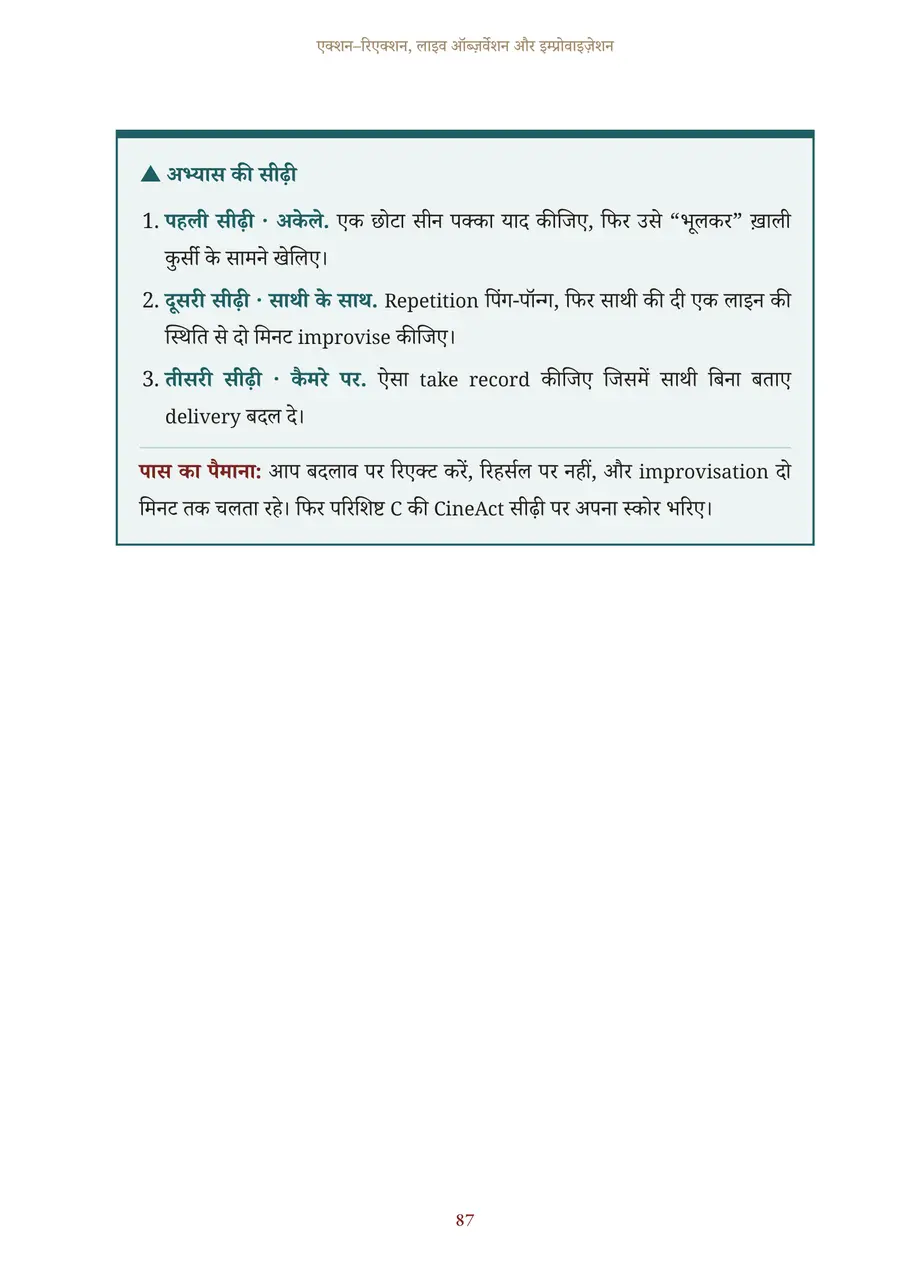 एक्शन–रिएक्शन, लाइव ऑब्ज़र्वेशन और इम्प्रोवाइज़ेशन
▲ अभ्यास की सीढ़ी
1. पहली सीढ़ी · अकेले. एक छोटा सीन पक्का याद कीजिए, फिर उसे “भूलकर” ख़ाली
कुर्सी के सामने खेलिए।
2. दूसरी सीढ़ी · साथी के साथ. Repetition पिंग-पॉन्ग, फिर साथी की दी एक लाइन की
स्थिति से दो मिनट improvise कीजिए।
3. तीसरी सीढ़ी · कैमरे पर. ऐसा take record कीजिए जिसमें साथी बिना बताए
delivery बदल दे।
पास का पैमाना: आप बदलाव पर रिएक्ट करें, रिहर्सल पर नहीं, और improvisation दो
मिनट तक चलता रहे। फिर परिशिष्ट C की CineAct सीढ़ी पर अपना स्कोर भरिए।
87